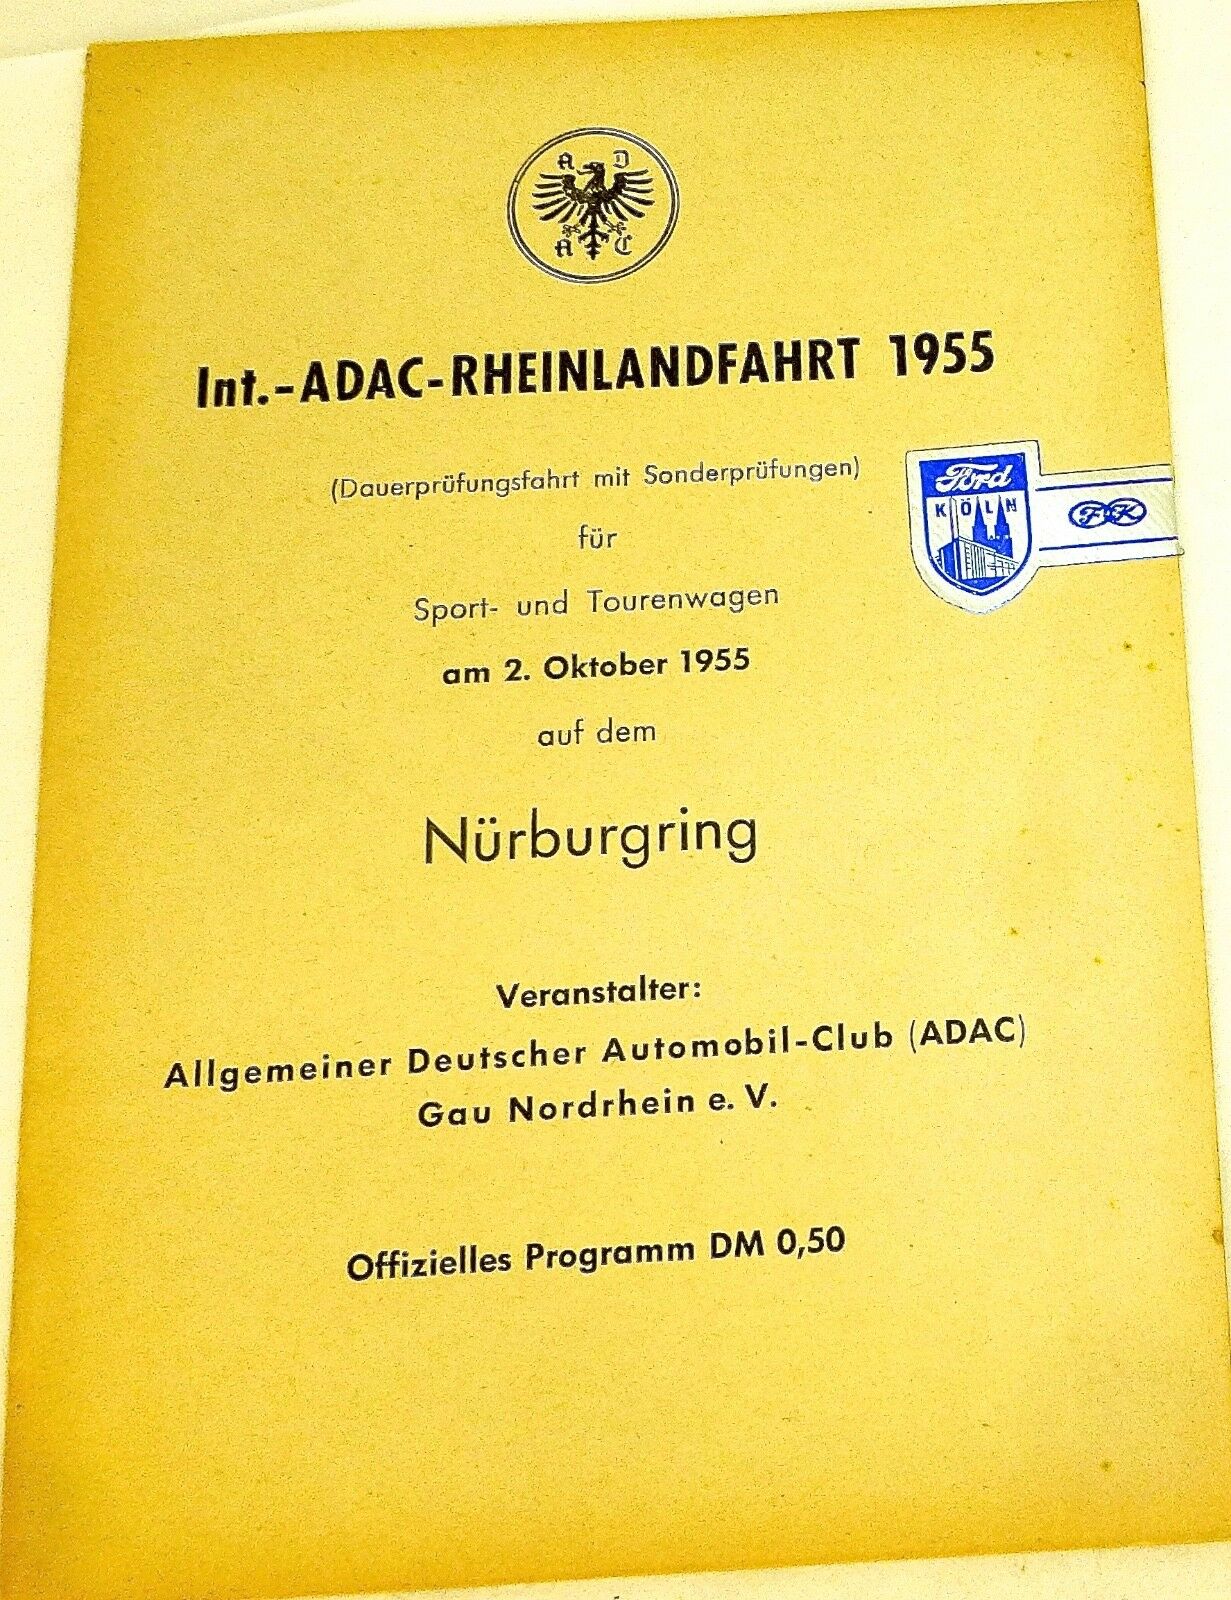 A D
A C
Int.-ADAC-RHEINLANDFAHRT 1955
(Dauerprüfungsfahrt mit Sonderprüfungen)
für
Sport- und Tourenwagen
am 2. Oktober 1955
auf dem
Nürburgring
Ford
KÖLN
FK
Veranstalter:
Allgemeiner Deutscher Automobil-Club (ADAC)
Gau Nordrhein e. V.
Offizielles Programm DM 0,50